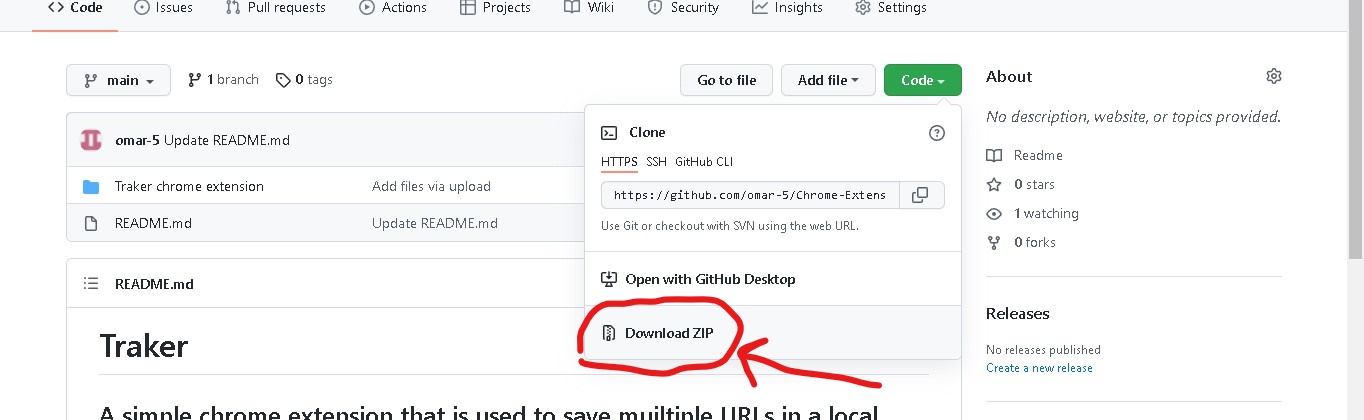 Code Issues Pull requests Actions Projects Wiki Security Insights Settings
main 1 branch 0 tags Go to file Add file Code
omar-5 Update README.md
Traker chrome extension Add files via upload
README.md Update README.md
Clone
HTTPS SSH GitHub CLI
https://github.com/omar-5/Chrome-Extens
Use Git or checkout with SVN using the web URL.
Open with GitHub Desktop
Download ZIP
README.md
Traker
A simple chrome extension that is used to save muiltiple URLs in a local
About
No description, website, or topics provided.
Readme
0 stars
1 watching
0 forks
Releases
No releases published
Create a new release